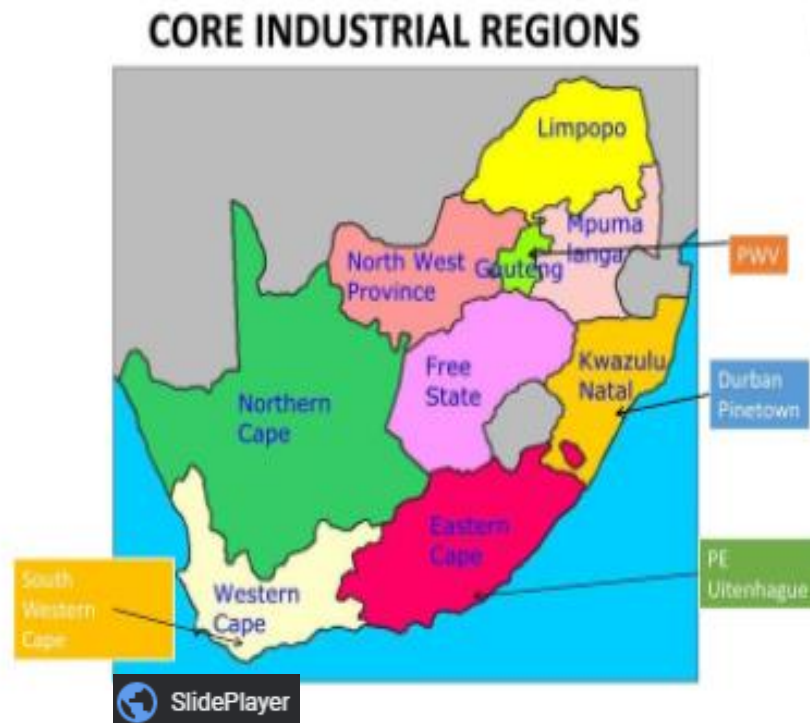 CORE INDUSTRIAL REGIONS
Limpopo
Mpuma
langa
PWV
North West
Province
Gauteng
Free
State
Kwazulu
Natal
Durban
Pinetown
Northern
Cape
Eastern
Cape
PE
Uitenhague
South
Western
Cape
Western
Cape
SlidePlayer